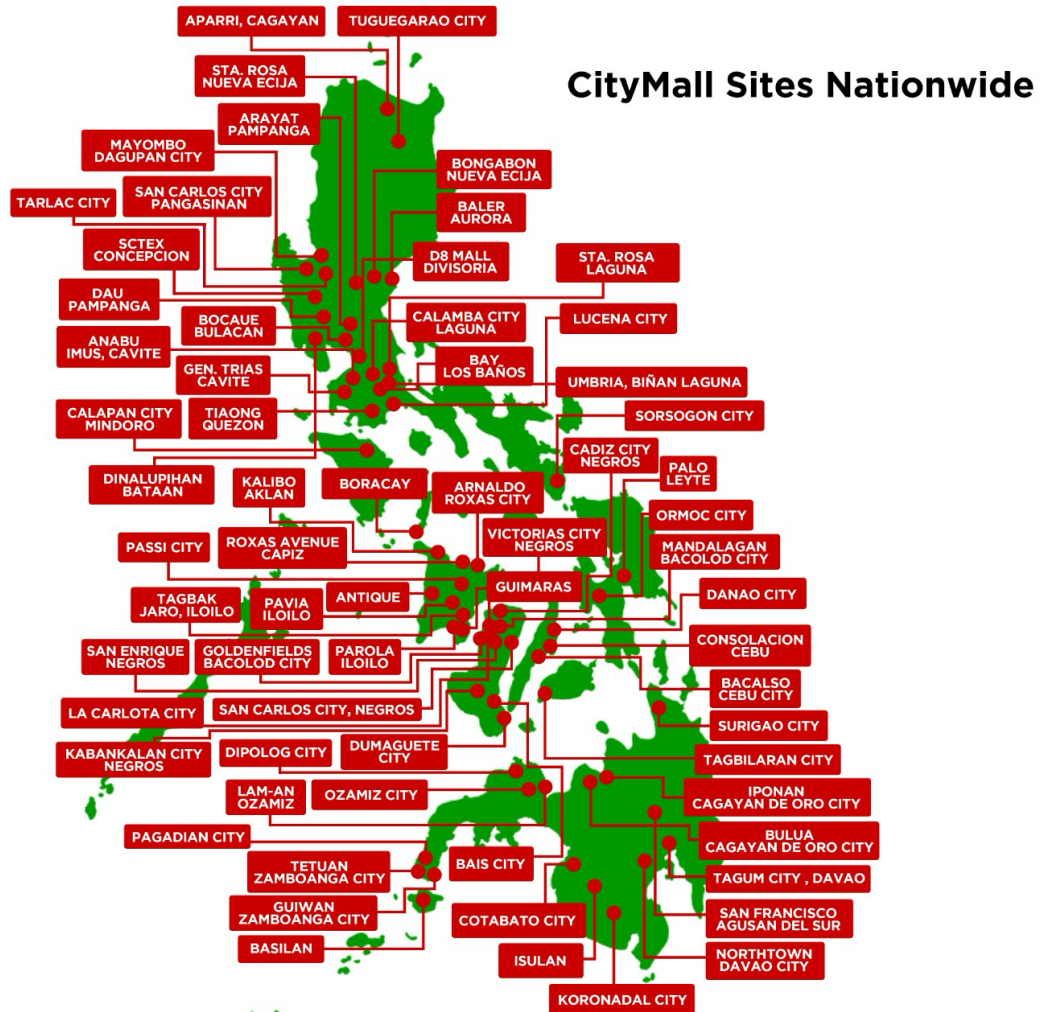 APARRI, CAGAYAN
TUGUEGARAO CITY
CityMall Sites Nationwide
STA. ROSA
NUEVA ECIJA
ARAYAT
PAMPANGA
MAYOMBO
DAGUPAN CITY
BONGABON
NUEVA ECIJA
TARLAC CITY
SAN CARLOS CITY
PANGASINAN
BALER
AURORA
SCTEX
CONCEPCION
D8 MALL
DIVISORIA
STA. ROSA
LAGUNA
DAU
PAMPANGA
BOCAUE
BULACAN
CALAMBA CITY
LAGUNA
LUCENA CITY
ANABU
IMUS, CAVITE
BAY
LOS BAÑOS
GEN. TRIAS
CAVITE
UMBRIA, BIÑAN LAGUNA
CALAPAN CITY
MINDORO
TIAONG
QUEZON
SORSOGON CITY
DINALUPIHAN
BATAAN
KALIBO
AKLAN
BORACAY
ARNALDO
ROXAS CITY
CADIZ CITY
NEGROS
PALO
LEYTE
ORMOC CITY
PASSI CITY
ROXAS AVENUE
CAPIZ
VICTORIAS CITY
NEGROS
MANDALAGAN
BACOLOD CITY
TAGBAK
JARO, ILOILO
PAVIA
ILOILO
ANTIQUE
GUIMARAS
DANAO CITY
SAN ENRIQUE
NEGROS
GOLDENFIELDS
BACOLOD CITY
PAROLA
ILOILO
CONSOLACION
CEBU
BACALSO
CEBU CITY
LA CARLOTA CITY
SAN CARLOS CITY, NEGROS
SURIGAO CITY
KABANKALAN CITY
NEGROS
DIPOLOG CITY
DUMAGUETE
CITY
TAGBILARAN CITY
LAM-AN
OZAMIZ
OZAMIZ CITY
IPONAN
CAGAYAN DE ORO CITY
PAGADIAN CITY
BULUA
CAGAYAN DE ORO CITY
TETUAN
ZAMBOANGA CITY
BAIS CITY
TAGUM CITY , DAVAO
GUIWAN
ZAMBOANGA CITY
COTABATO CITY
SAN FRANCISCO
AGUSAN DEL SUR
BASILAN
ISULAN
NORTHTOWN
DAVAO CITY
KORONADAL CITY